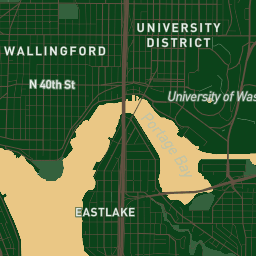 UNIVERSITY
DISTRICT
WALLINGFORD
N 40th St
University of Was
Portage Bay
EASTLAKE